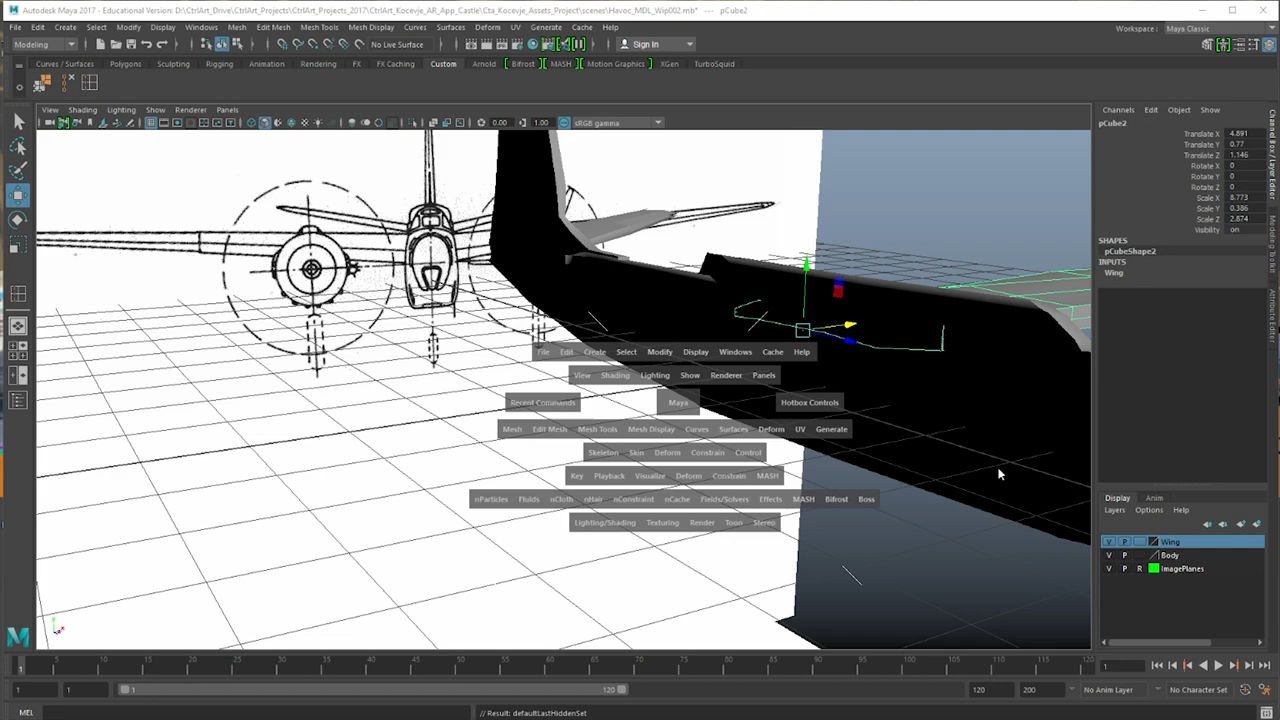 Autodesk Maya 2017 - Educational Version: D:\CtrlArt_Drive\CtrlArt_Projects\CtrlArt_Projects_2017\CtrlArt_Kocevje_AR_App_Castle\Cta_Kocevje_Assets_Project\scenes\Havoc_MDL_Wip002.mb* --- pCube2
File Edit Create Select Modify Display Windows Mesh Edit Mesh Mesh Tools Mesh Display Curves Surfaces Deform UV Generate Cache Help
Workspace : Maya Classic
Modeling No Live Surface Sign In
Curves / Surfaces Polygons Sculpting Rigging Animation Rendering FX FX Caching Custom Arnold Bifrost MASH Motion Graphics XGen TurboSquid
View Shading Lighting Show Renderer Panels
0.00 1.00 sRGB gamma
Channels Edit Object Show
pCube2
Translate X 4.891
Translate Y 0.77
Translate Z 1.146
Rotate X 0
Rotate Y 0
Rotate Z 0
Scale X 8.773
Scale Y 0.386
Scale Z 2.874
Visibility on
SHAPES
pCubeShape2
INPUTS
Wing
Channel Box / Layer Editor
Modeling Toolkit
Attribute Editor
File Edit Create Select Modify Display Windows Cache Help
View Shading Lighting Show Renderer Panels
Recent Commands Maya Hotbox Controls
Mesh Edit Mesh Mesh Tools Mesh Display Curves Surfaces Deform UV Generate
Skeleton Skin Deform Constrain Control
Key Playback Visualize Deform Constrain MASH
nParticles Fluids nCloth nHair nConstraint nCache Fields/Solvers Effects MASH Bifrost Boss
Lighting/Shading Texturing Render Toon Stereo
Display Anim
Layers Options Help
V P Wing
V P Body
V P R ImagePlanes
1 5 10 15 20 25 30 35 40 45 50 55 60 65 70 75 80 85 90 95 100 105 110 115 120 1
1 1 1 120 120 200 No Anim Layer No Character Set
MEL // Result: defaultLastHiddenSet